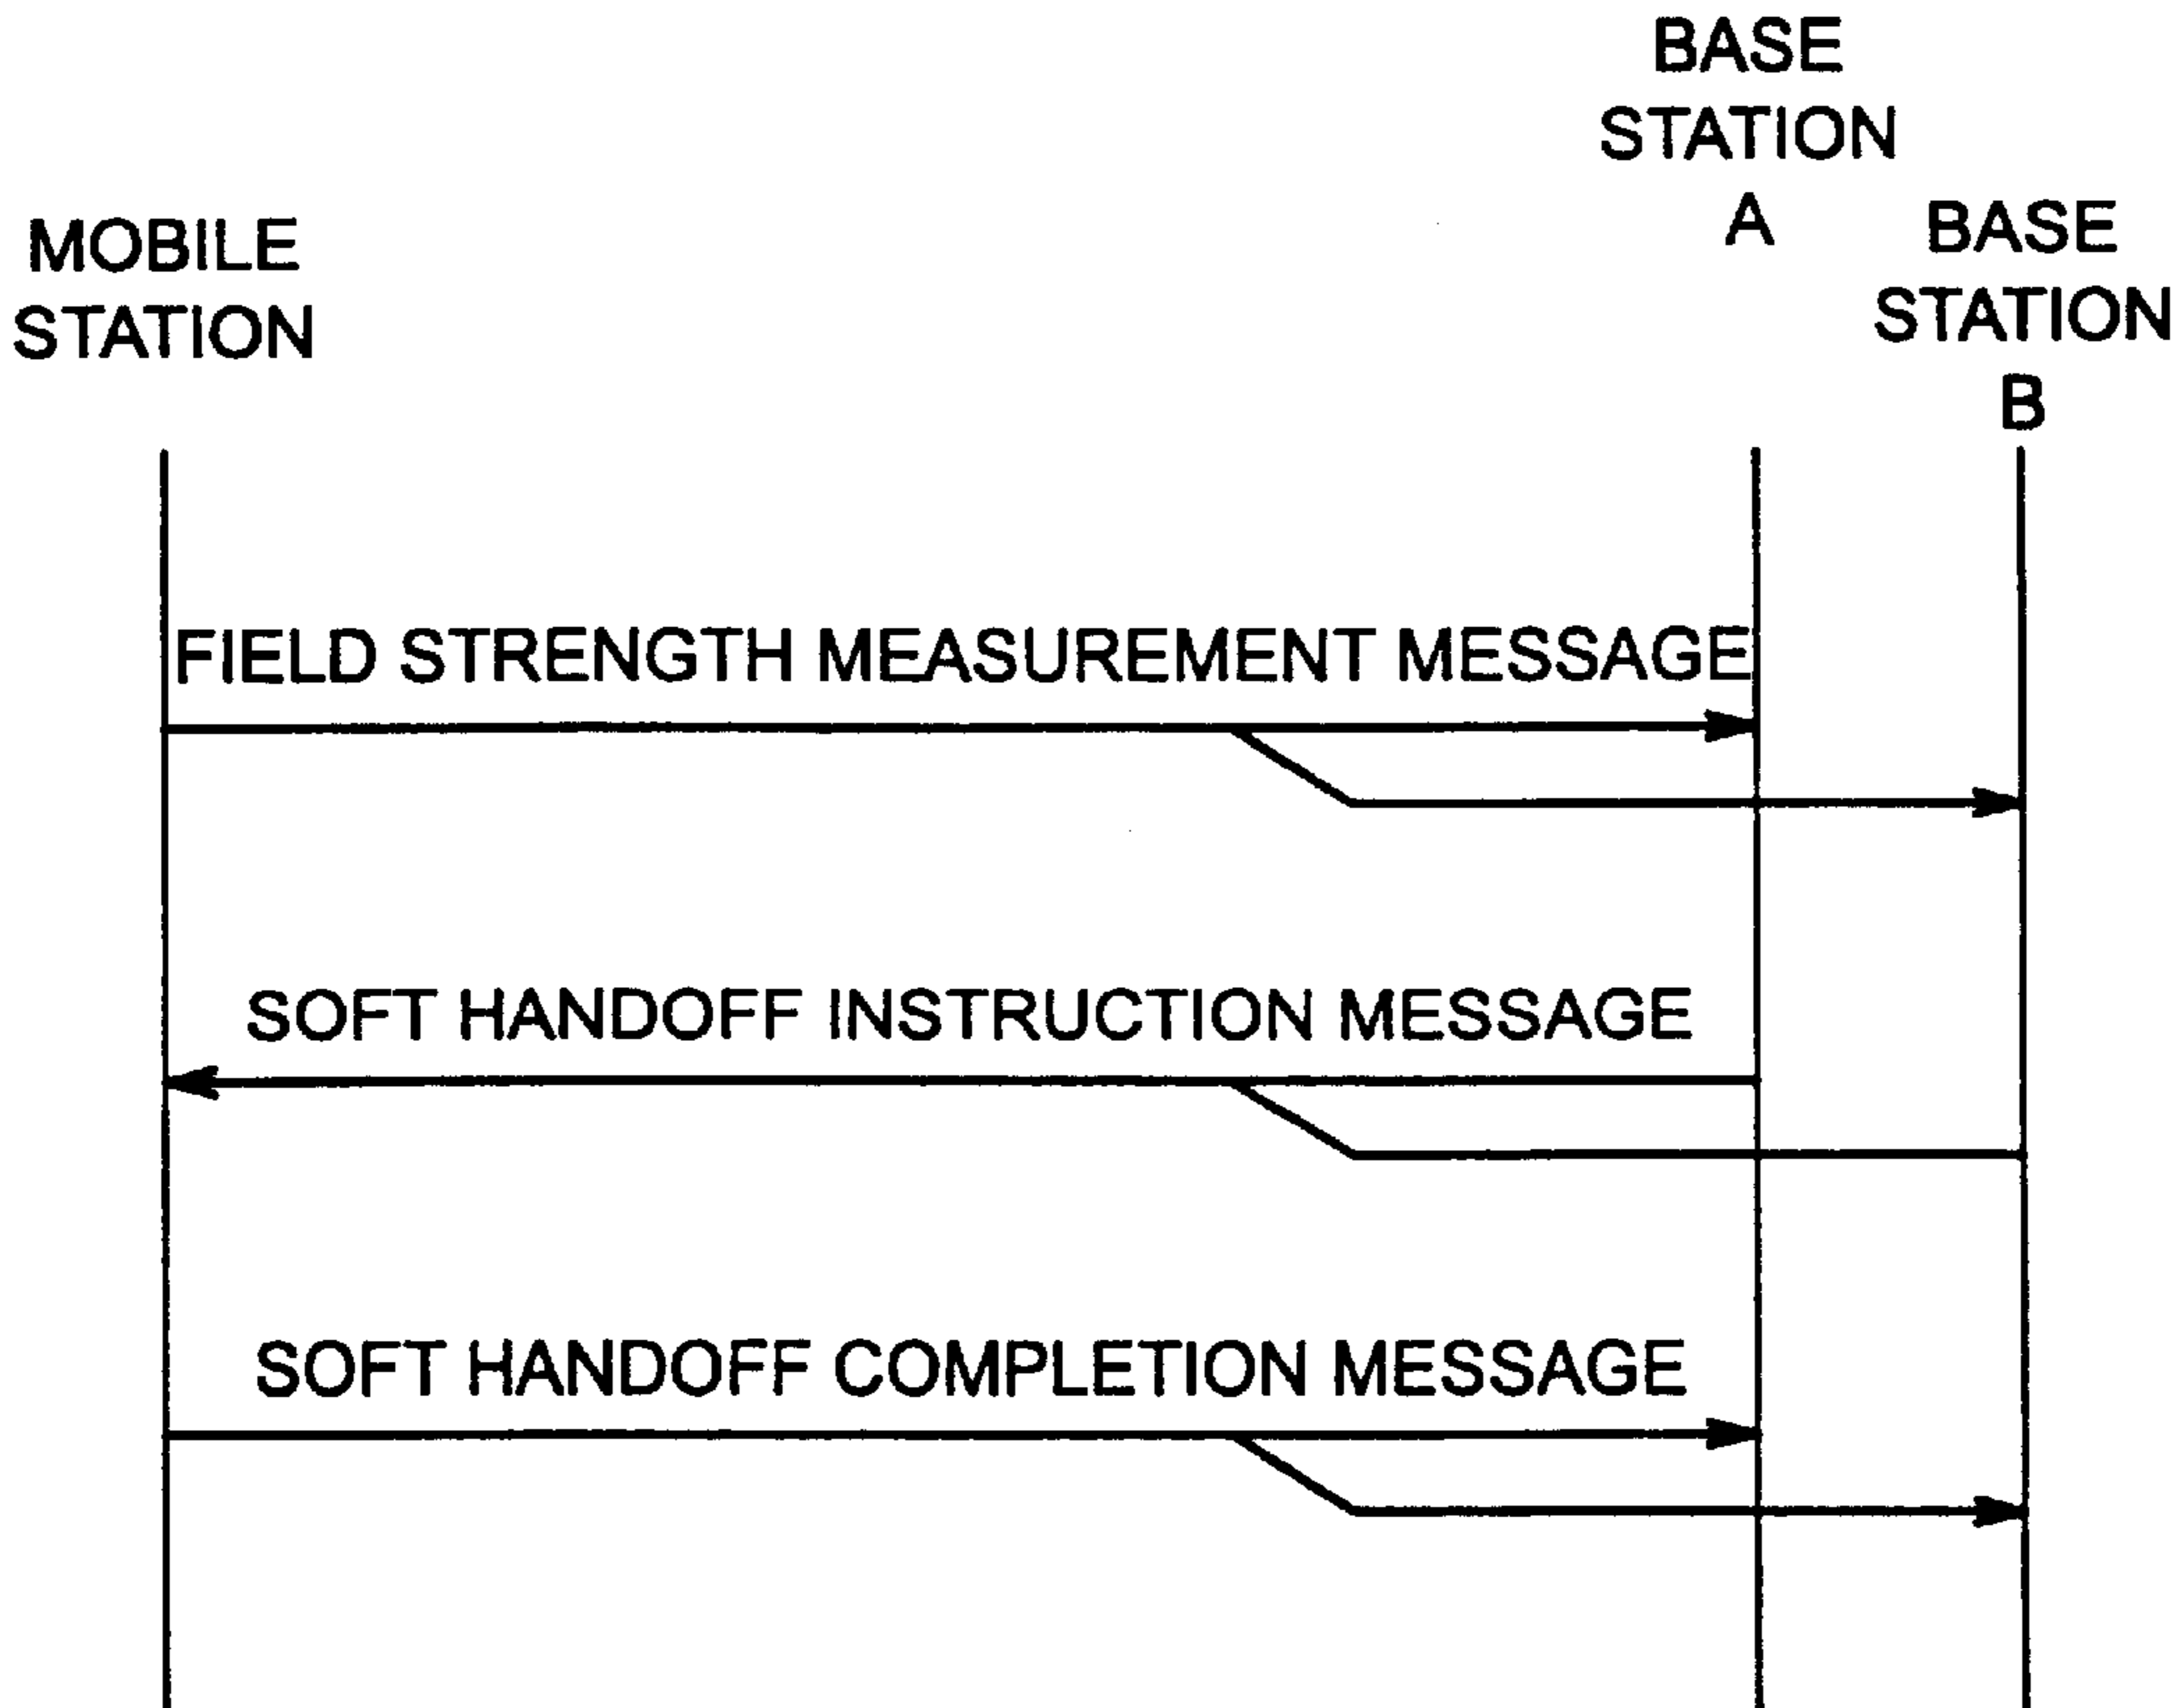 MOBILE
STATION
BASE
STATION
A
BASE
STATION
B
FIELD STRENGTH MEASUREMENT MESSAGE
SOFT HANDOFF INSTRUCTION MESSAGE
SOFT HANDOFF COMPLETION MESSAGE